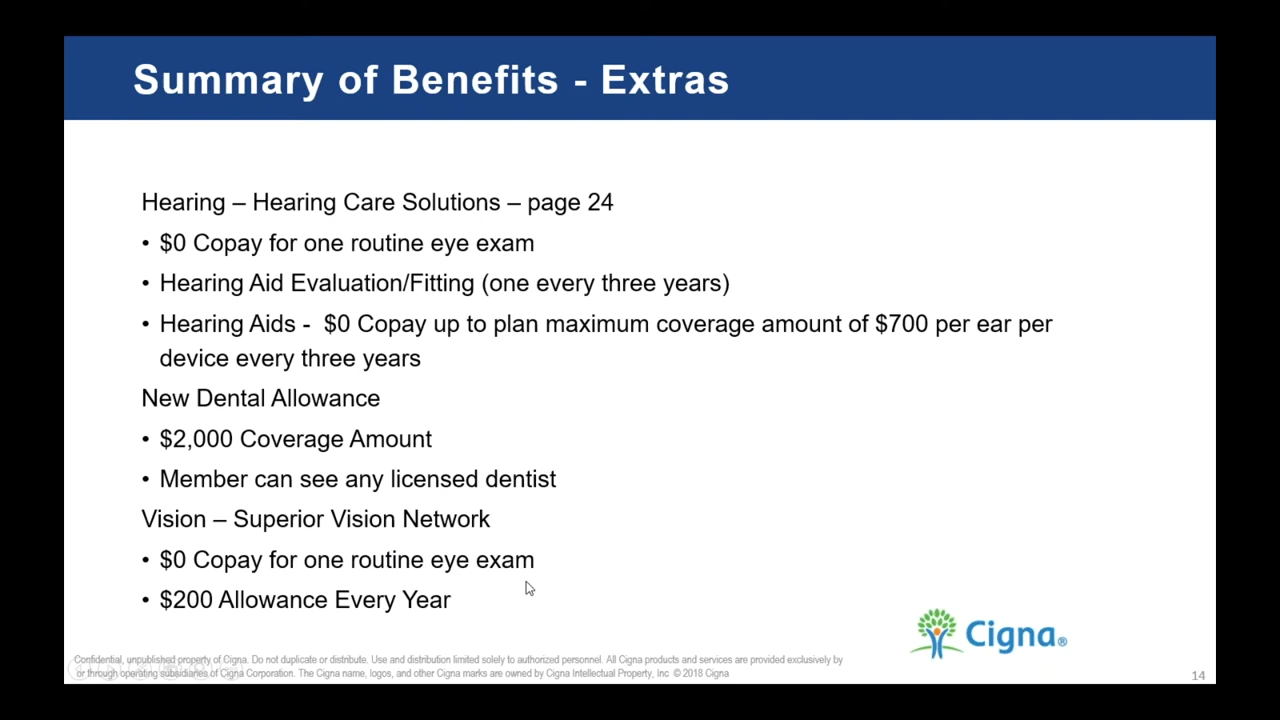 Summary of Benefits - Extras
Hearing – Hearing Care Solutions – page 24
• $0 Copay for one routine eye exam
• Hearing Aid Evaluation/Fitting (one every three years)
• Hearing Aids -  $0 Copay up to plan maximum coverage amount of $700 per ear per
device every three years
New Dental Allowance
• $2,000 Coverage Amount
• Member can see any licensed dentist
Vision – Superior Vision Network
• $0 Copay for one routine eye exam
• $200 Allowance Every Year
Cigna®
Confidential, unpublished property of Cigna. Do not duplicate or distribute. Use and distribution limited solely to authorized personnel. All Cigna products and services are provided exclusively by
or through operating subsidiaries of Cigna Corporation. The Cigna name, logos, and other Cigna marks are owned by Cigna Intellectual Property, Inc © 2018 Cigna
14